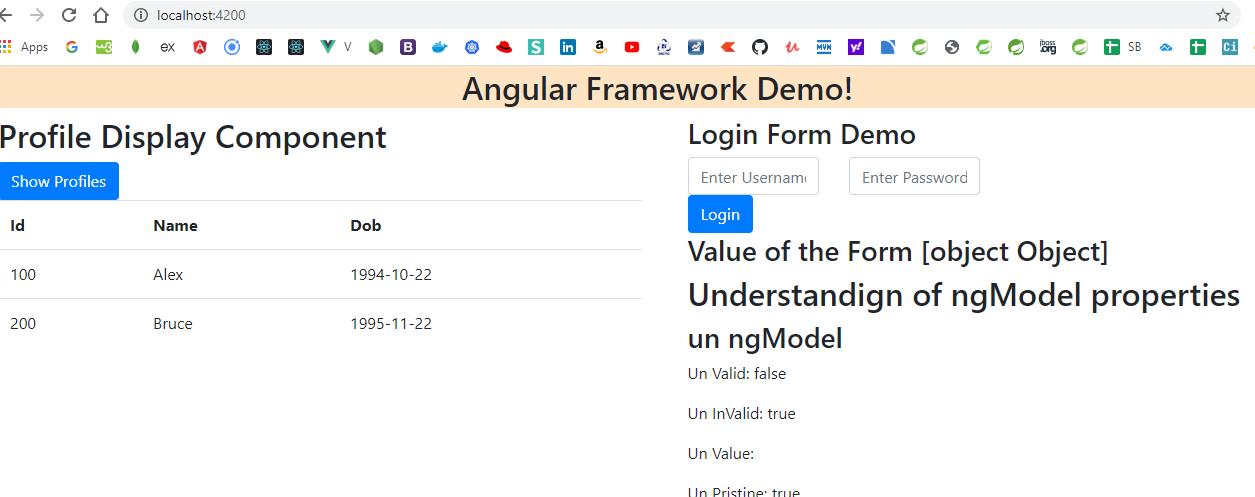 localhost:4200
Apps G w3 ex V B S in a SB Ci
Angular Framework Demo!
Profile Display Component
Show Profiles
Id Name Dob
100 Alex 1994-10-22
200 Bruce 1995-11-22
Login Form Demo
Enter Usernam Enter Password
Login
Value of the Form [object Object]
Understandign of ngModel properties
un ngModel
Un Valid: false
Un InValid: true
Un Value:
Un Pristine: true